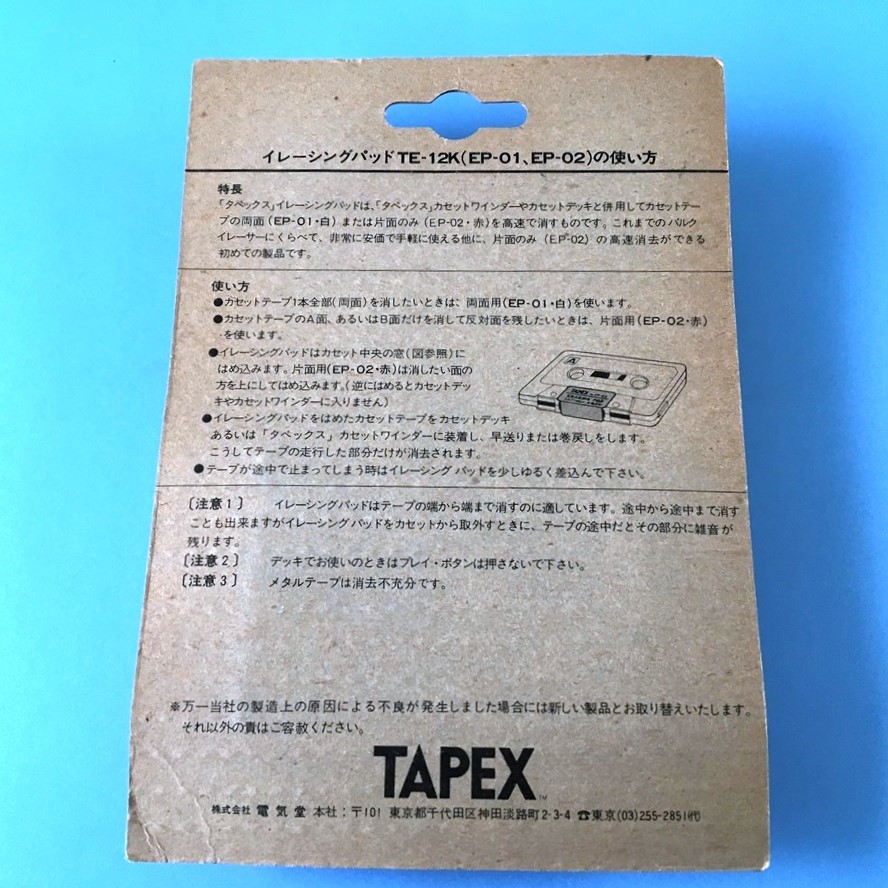 イレーシングパッドTE-12K(EP-01、EP-02)の使い方
特長
「タペックス」イレーシングパッドは、「タペックス」カセットワインダーやカセットデッキと併用してカセットテー
プの両面(EP-01・白)または片面のみ(EP-02・赤)を高速で消すものです。これまでのバルク
イレーサーにくらべて、非常に安価で手軽に使える他に、片面のみ(EP-02)の高速消去ができる
初めての製品です。
使い方
●カセットテープ1本全部(両面)を消したいときは、両面用(EP-01・白)を使います。
●カセットテープのA面、あるいはB面だけを消して反対面を残したいときは、片面用(EP-02・赤)
を使います。
●イレーシングパッドはカセット中央の窓(図参照)に
はめ込みます。片面用(EP-02・赤)は消したい面の
方を上にしてはめ込みます。(逆にはめるとカセットデッ
キやカセットワインダーに入りません)
A
●イレーシングパッドをはめたカセットテープをカセットデッキ
あるいは「タペックス」カセットワインダーに装着し、早送りまたは巻戻しをします。
こうしてテープの走行した部分だけが消去されます。
●テープが途中で止まってしまう時はイレーシングパッドを少しゆるく差込んで下さい。
〔注意1〕 イレーシングパッドはテープの端から端まで消すのに適しています。途中から途中まで消す
ことも出来ますがイレーシングパッドをカセットから取外すときに、テープの途中だとその部分に雑音が
残ります。
〔注意2〕 デッキでお使いのときはプレイ・ボタンは押さないで下さい。
〔注意3〕 メタルテープは消去不充分です。
※万一当社の製造上の原因による不良が発生しました場合には新しい製品とお取り替えいたします。
それ以外の責はご容赦ください。
TAPEX™
株式会社 電気堂 本社:〒101 東京都千代田区神田淡路町2-3-4 ☎東京(03)255-2851(代)